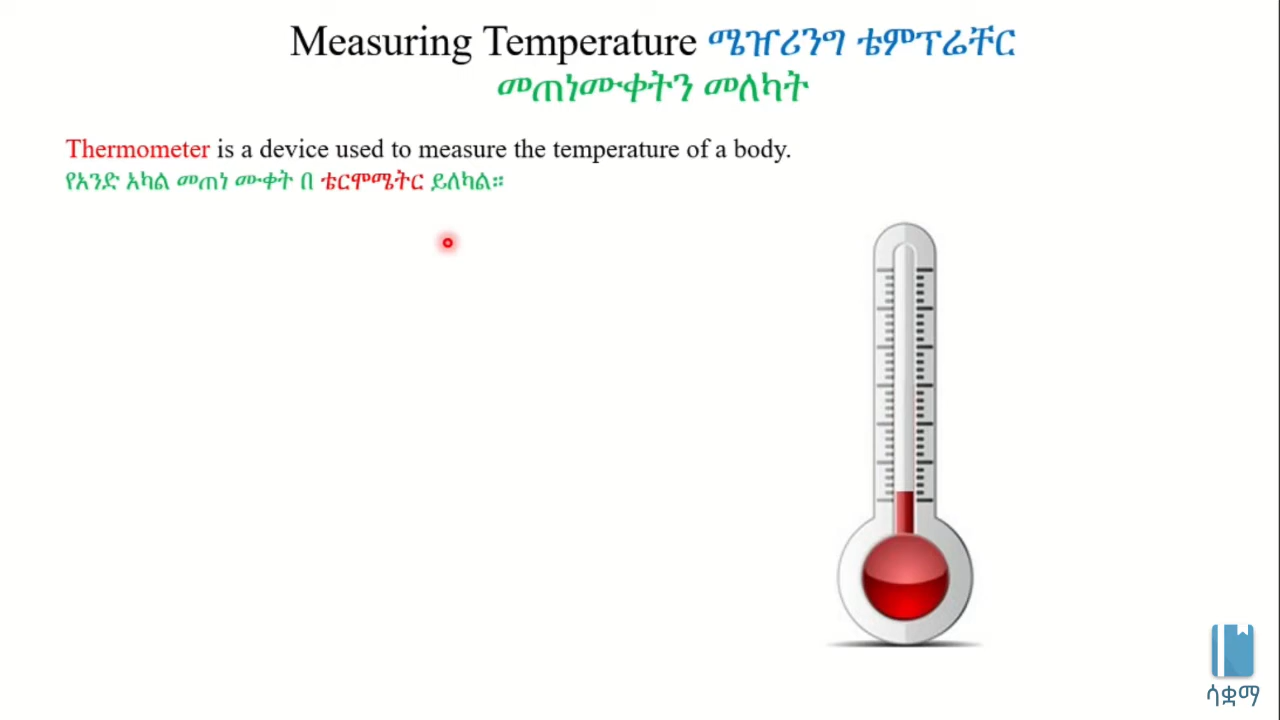 Measuring Temperature ሜዠሪንግ ቴምፕሬቸር
መጠነሙቀትን መለካት
Thermometer is a device used to measure the temperature of a body.
የአንድ አካል መጠነ ሙቀት በ ቴርሞሜትር ይለካል።
ሳቋማ